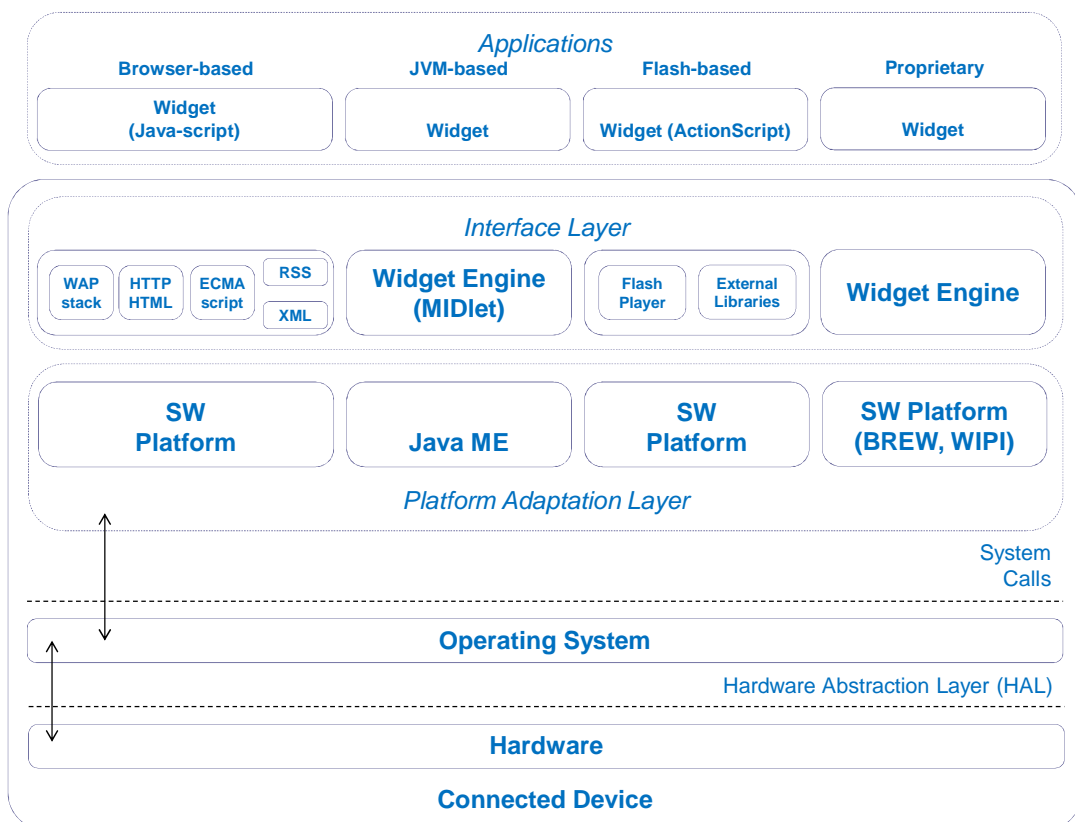 Applications
Browser-based
JVM-based
Flash-based
Proprietary
Widget
(Java-script)
Widget
Widget (ActionScript)
Widget
Interface Layer
WAP
stack
HTTP
HTML
ECMA
script
RSS
XML
Widget Engine
(MIDlet)
Flash
Player
External
Libraries
Widget Engine
SW
Platform
Java ME
SW
Platform
SW Platform
(BREW, WIPI)
Platform Adaptation Layer
System
Calls
Operating System
Hardware Abstraction Layer (HAL)
Hardware
Connected Device